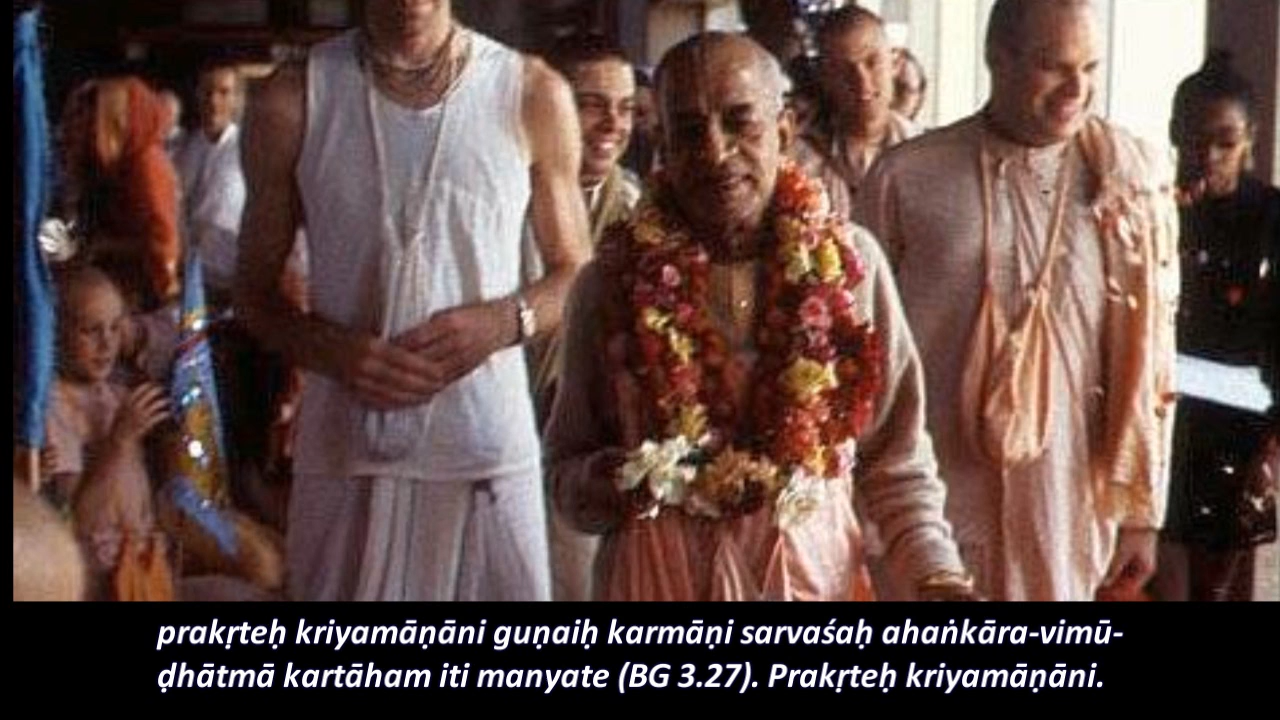 prakṛteḥ kriyamāṇāni guṇaiḥ karmāṇi sarvaśaḥ ahaṅkāra-vimū-
ḍhātmā kartāham iti manyate (BG 3.27). Prakṛteḥ kriyamāṇāni.